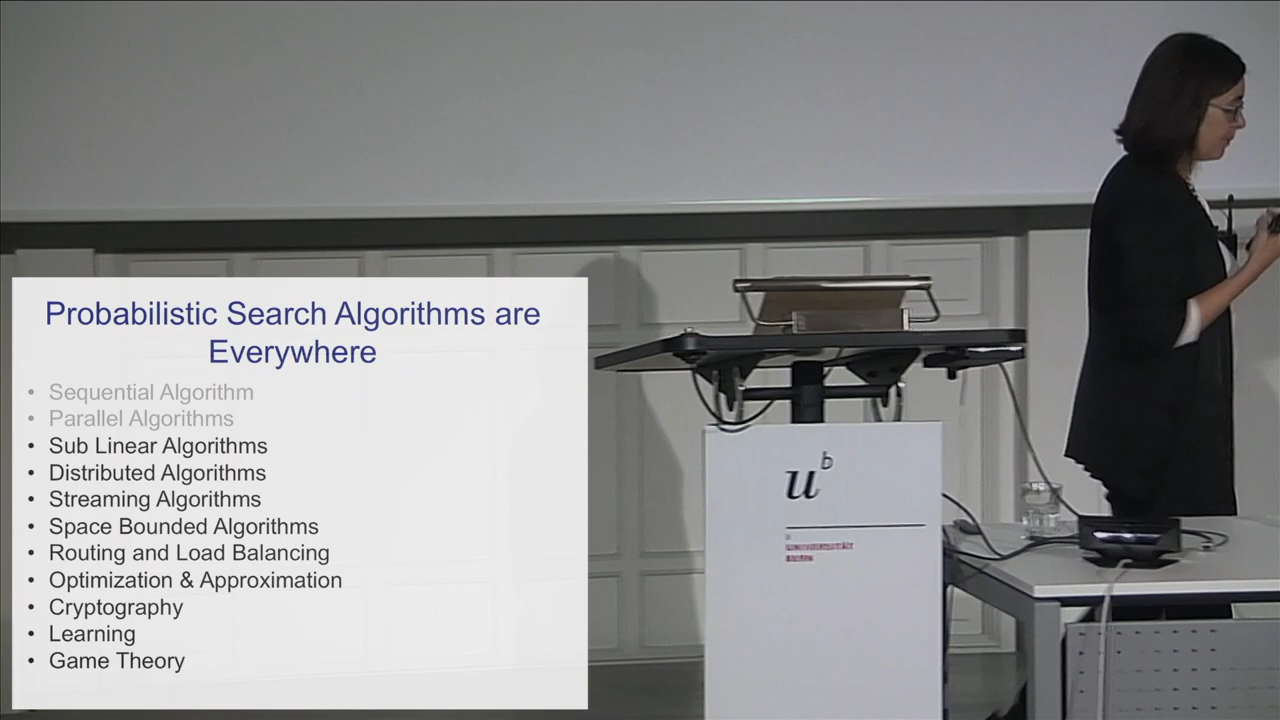 Probabilistic Search Algorithms are
Everywhere
• Sequential Algorithm
• Parallel Algorithms
• Sub Linear Algorithms
• Distributed Algorithms
• Streaming Algorithms
• Space Bounded Algorithms
• Routing and Load Balancing
• Optimization & Approximation
• Cryptography
• Learning
• Game Theory
u b